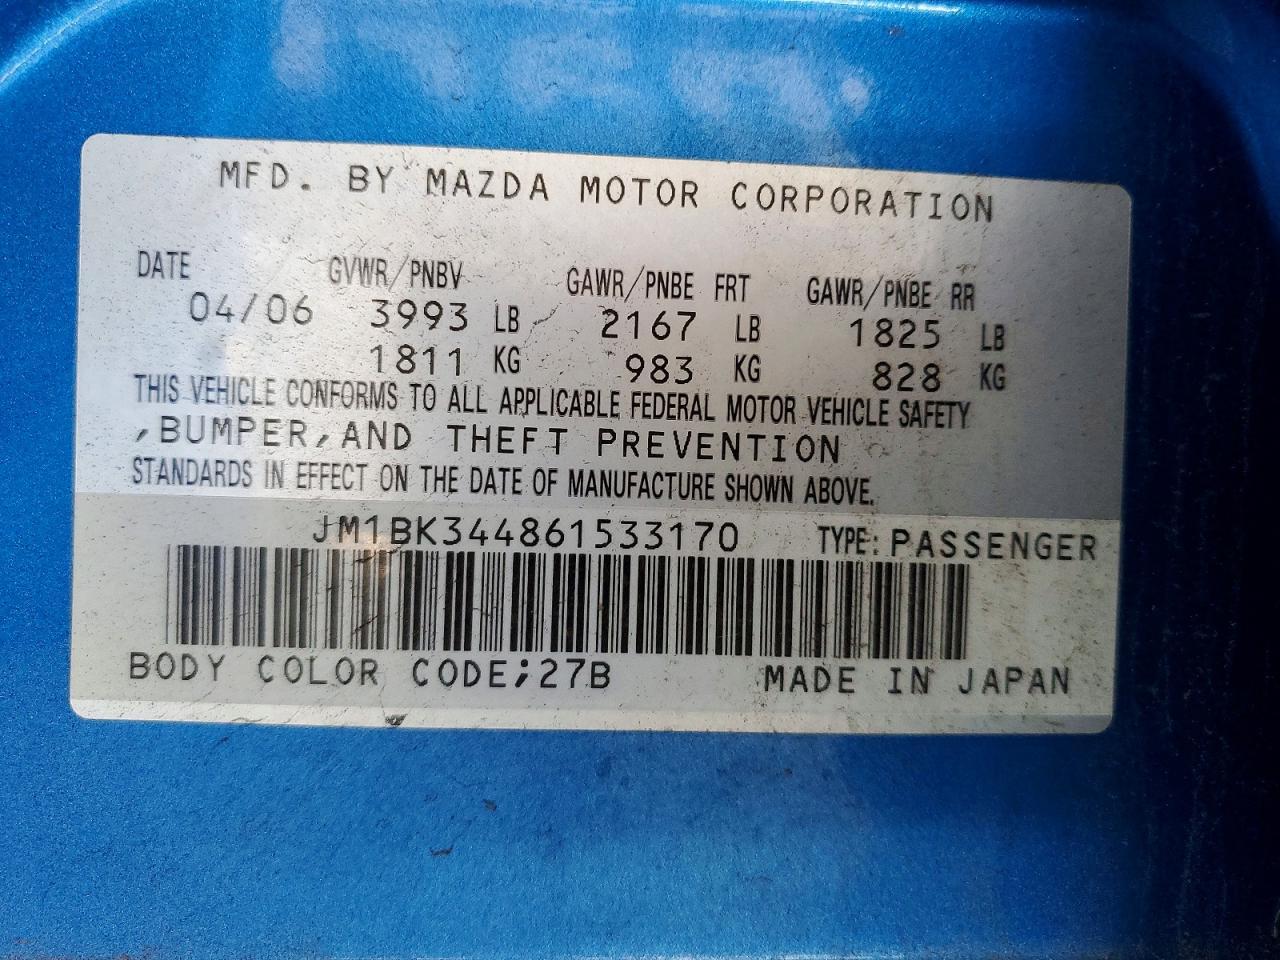 MFD. BY MAZDA MOTOR CORPORATION
DATE GVWR/PNBV GAWR/PNBE FRT GAWR/PNBE RR
04/06 3993 LB 2167 LB 1825 LB
1811 KG 983 KG 828 KG
THIS VEHICLE CONFORMS TO ALL APPLICABLE FEDERAL MOTOR VEHICLE SAFETY
,BUMPER,AND THEFT PREVENTION
STANDARDS IN EFFECT ON THE DATE OF MANUFACTURE SHOWN ABOVE.
JM1BK344861533170 TYPE: PASSENGER
BODY COLOR CODE;27B MADE IN JAPAN